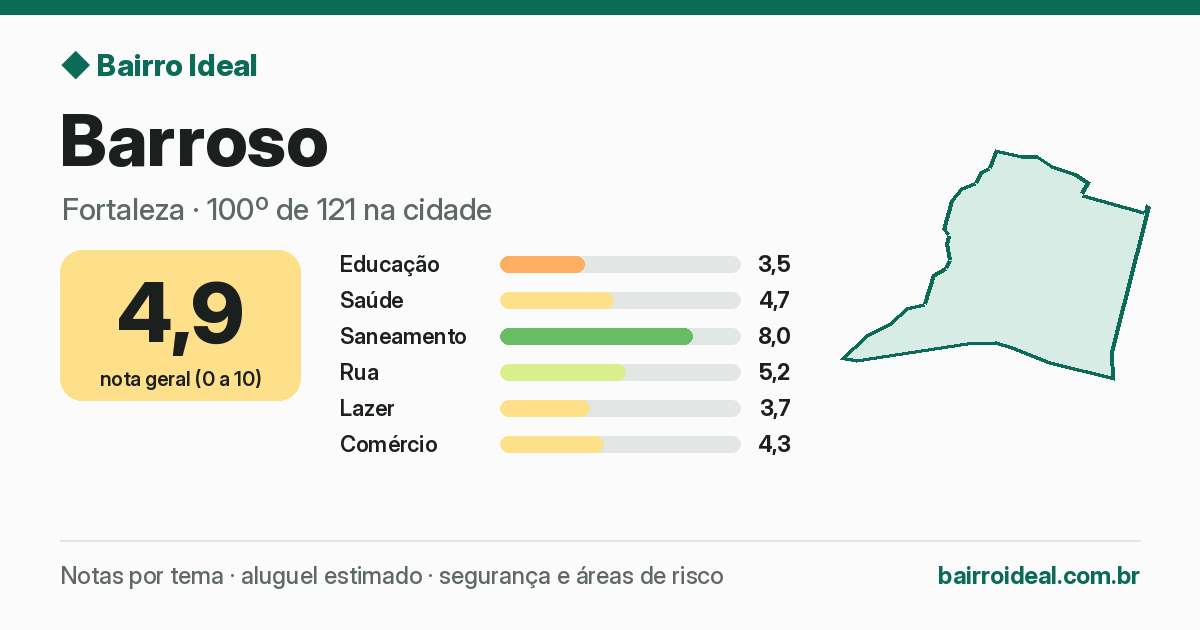 Bairro Ideal
Barroso
Fortaleza · 100º de 121 na cidade
4,9
nota geral (0 a 10)
Educação 3,5
Saúde 4,7
Saneamento 8,0
Rua 5,2
Lazer 3,7
Comércio 4,3
Notas por tema · aluguel estimado · segurança e áreas de risco
bairroideal.com.br